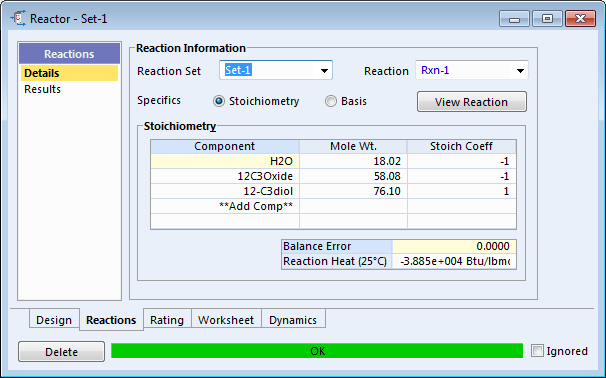 Reactor - Set-1
Reactions
Details
Results
Reaction Information
Reaction Set Set-1 Reaction Rxn-1
Specifics Stoichiometry Basis View Reaction
Stoichiometry
Component Mole Wt. Stoich Coeff
H2O 18.02 -1
12C3Oxide 58.08 -1
12-C3diol 76.10 1
**Add Comp**
Balance Error 0.0000
Reaction Heat (25°C) -3.885e+004
Design Reactions Rating Worksheet Dynamics
Delete OK Ignored